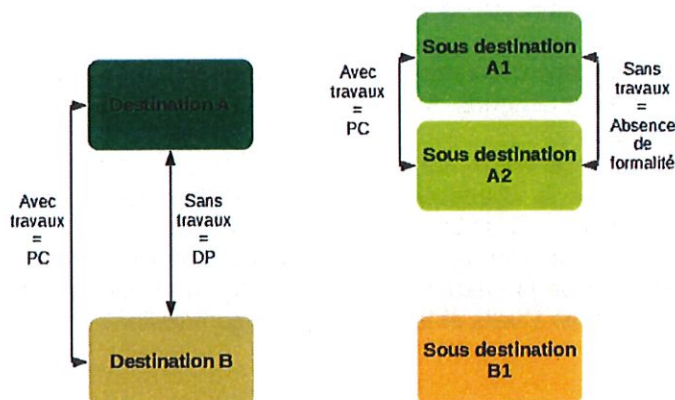 Destination A
Avec
travaux
=
PC
Sans
travaux
=
DP
Destination B
Sous destination
A1
Avec
travaux
=
PC
Sans
travaux
=
Absence
de
formalité
Sous destination
A2
Sous destination
B1